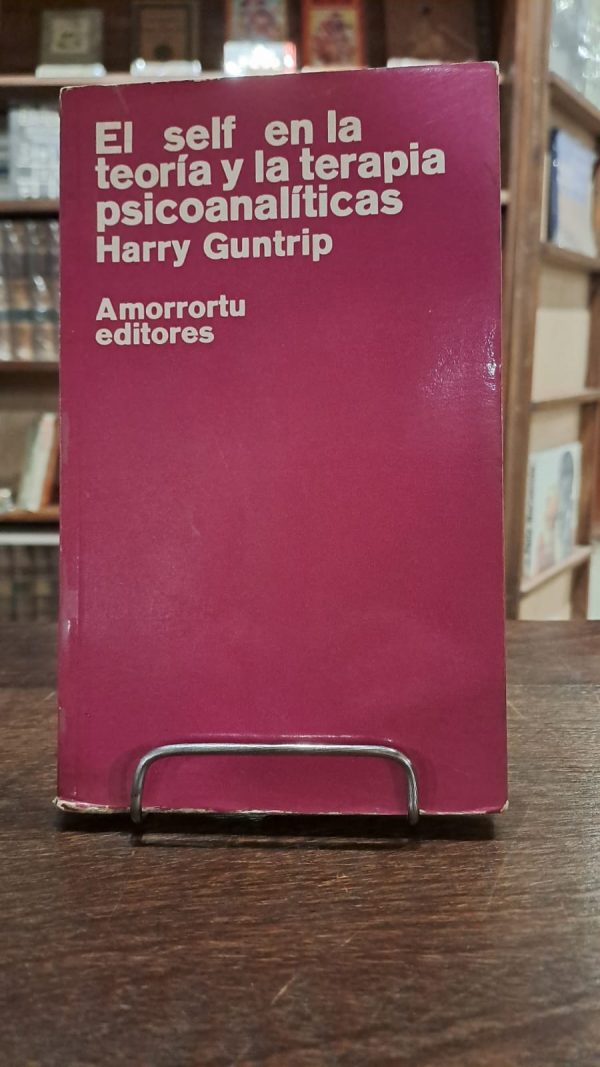 El self en la
teoría y la terapia
psicoanalíticas
Harry Guntrip
Amorrortu
editores